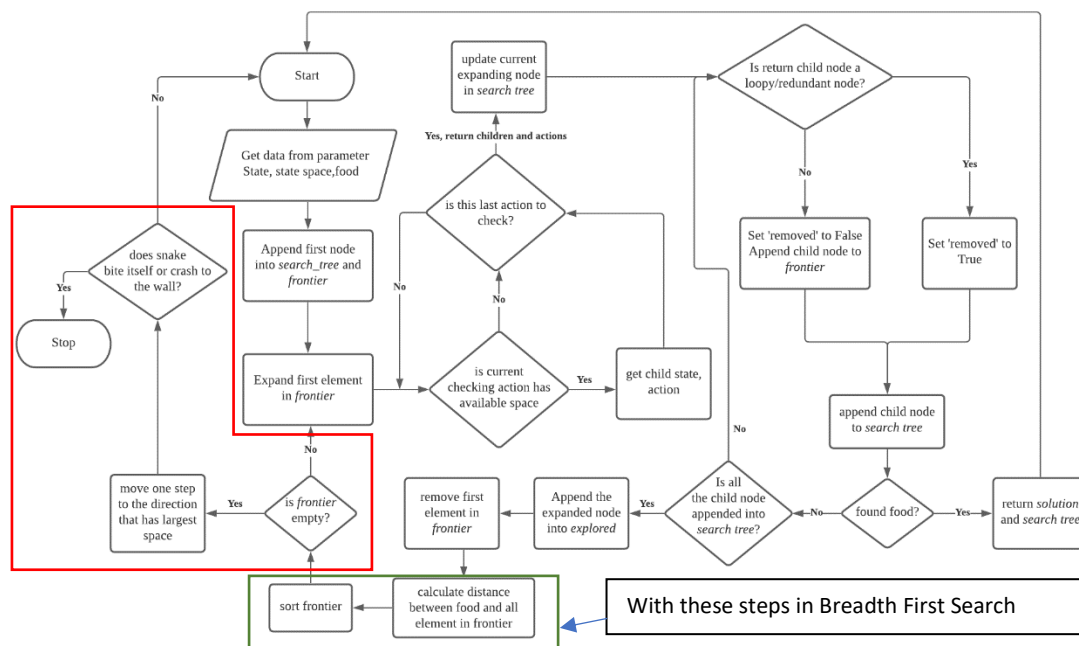 Start
Get data from parameter
State, state space,food
Append first node
into search_tree and
frontier
Expand first element
in frontier
No
does snake
bite itself or crash to
the wall?
Yes
Stop
move one step
to the direction
that has largest
space
Yes
is frontier
empty?
No
update current
expanding node
in search tree
Yes, return children and actions
is this last action to
check?
No
No
is current
checking action has
available space
Yes
get child state,
action
Is return child node a
loopy/redundant node?
No
Yes
Set 'removed' to False
Append child node to
frontier
Set 'removed' to
True
append child node
to search tree
found food?
Yes
return solution
and search tree
No
Is all
the child node
appended into
search tree?
No
Yes
Append the
expanded node
into explored
remove first
element in
frontier
calculate distance
between food and all
element in frontier
sort frontier
With these steps in Breadth First Search